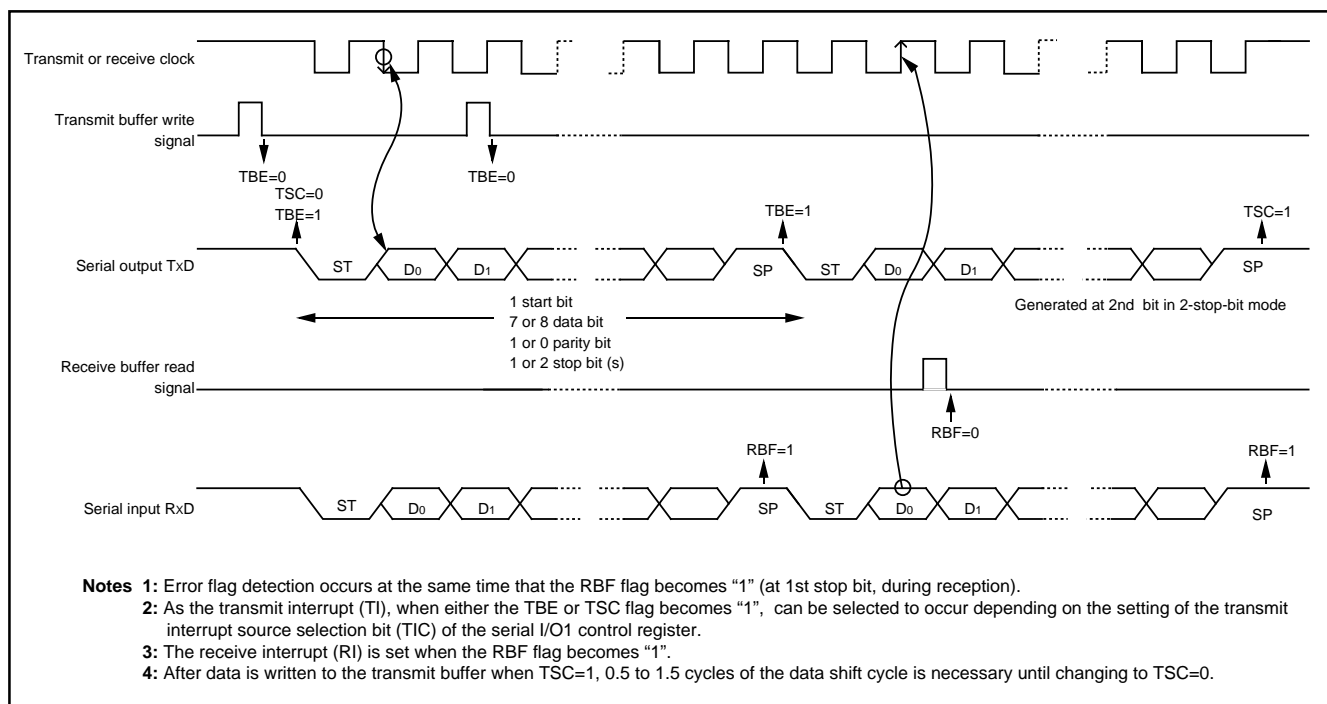 Transmit or receive clock
Transmit buffer write
signal
TBE=0
TSC=0
TBE=1
TBE=0
TBE=1
TSC=1
Serial output TxD
ST
D0
D1
SP
ST
D0
D1
SP
1 start bit
7 or 8 data bit
1 or 0 parity bit
1 or 2 stop bit (s)
Generated at 2nd bit in 2-stop-bit mode
Receive buffer read
signal
RBF=0
RBF=1
RBF=1
Serial input RxD
ST
D0
D1
SP
ST
D0
D1
SP
Notes 1: Error flag detection occurs at the same time that the RBF flag becomes “1” (at 1st stop bit, during reception).
2: As the transmit interrupt (TI), when either the TBE or TSC flag becomes “1”, can be selected to occur depending on the setting of the transmit
interrupt source selection bit (TIC) of the serial I/O1 control register.
3: The receive interrupt (RI) is set when the RBF flag becomes “1”.
4: After data is written to the transmit buffer when TSC=1, 0.5 to 1.5 cycles of the data shift cycle is necessary until changing to TSC=0.